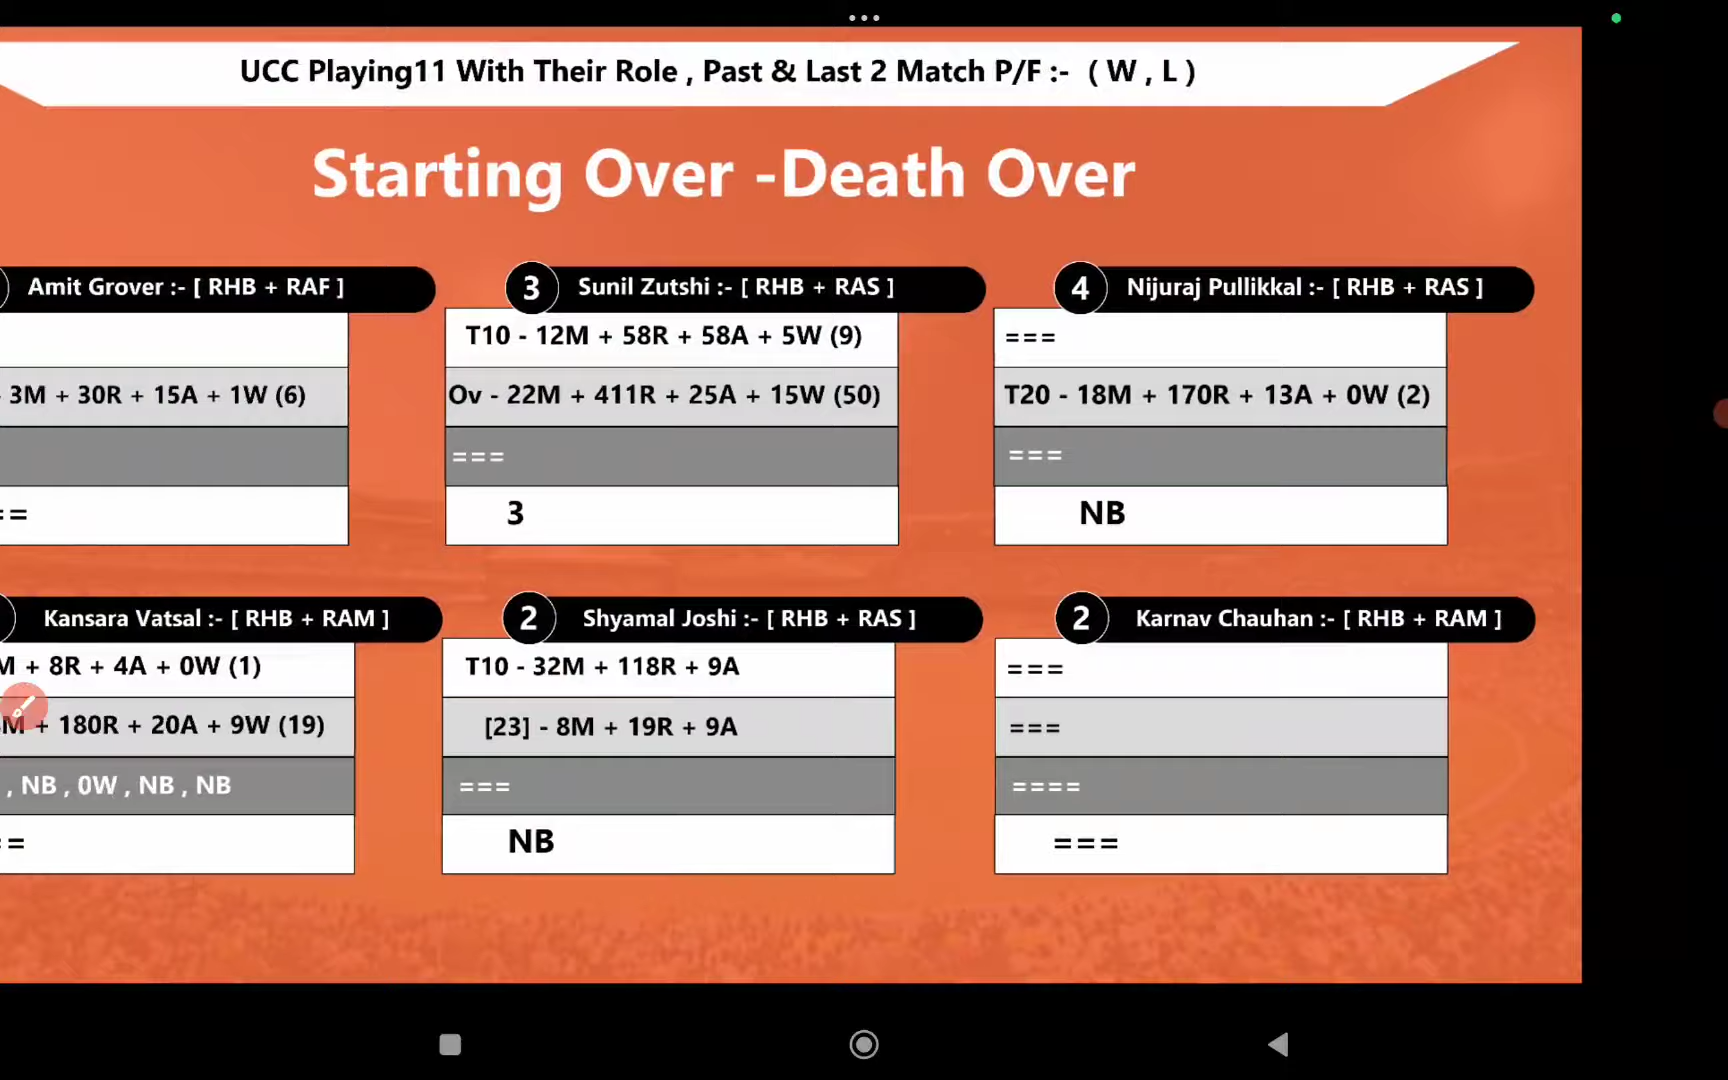 UCC Playing11 With Their Role , Past & Last 2 Match P/F :- ( W , L )
Starting Over -Death Over
Amit Grover :- [ RHB + RAF ]
- 3M + 30R + 15A + 1W (6)
==
3 Sunil Zutshi :- [ RHB + RAS ]
T10 - 12M + 58R + 58A + 5W (9)
Ov - 22M + 411R + 25A + 15W (50)
===
3
4 Nijuraj Pullikkal :- [ RHB + RAS ]
===
T20 - 18M + 170R + 13A + 0W (2)
===
NB
Kansara Vatsal :- [ RHB + RAM ]
M + 8R + 4A + 0W (1)
M + 180R + 20A + 9W (19)
, NB , 0W , NB , NB
==
2 Shyamal Joshi :- [ RHB + RAS ]
T10 - 32M + 118R + 9A
[23] - 8M + 19R + 9A
===
NB
2 Karnav Chauhan :- [ RHB + RAM ]
===
===
====
===